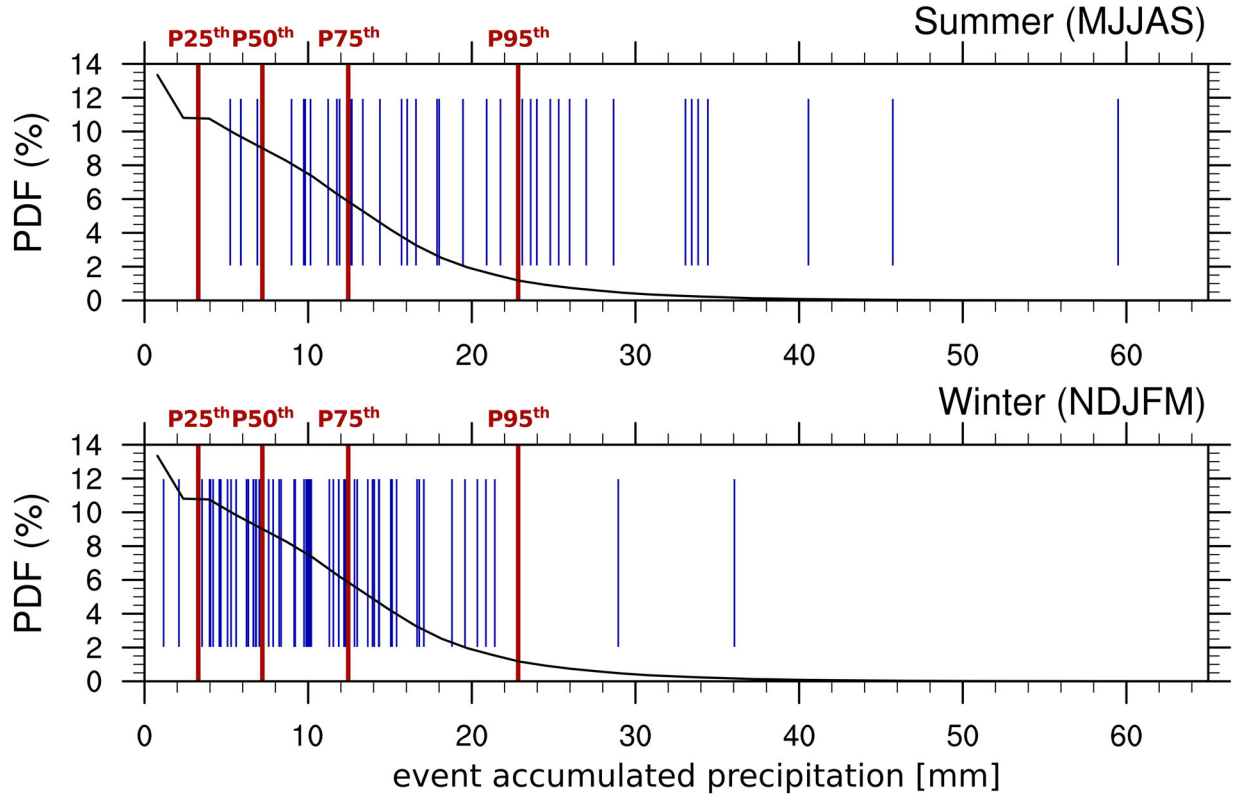 Summer (MJJAS)
P25th P50th P75th P95th
14
12
10
8
6
4
2
0
PDF (%)
0 10 20 30 40 50 60
Winter (NDJFM)
P25th P50th P75th P95th
14
12
10
8
6
4
2
0
PDF (%)
0 10 20 30 40 50 60
event accumulated precipitation [mm]